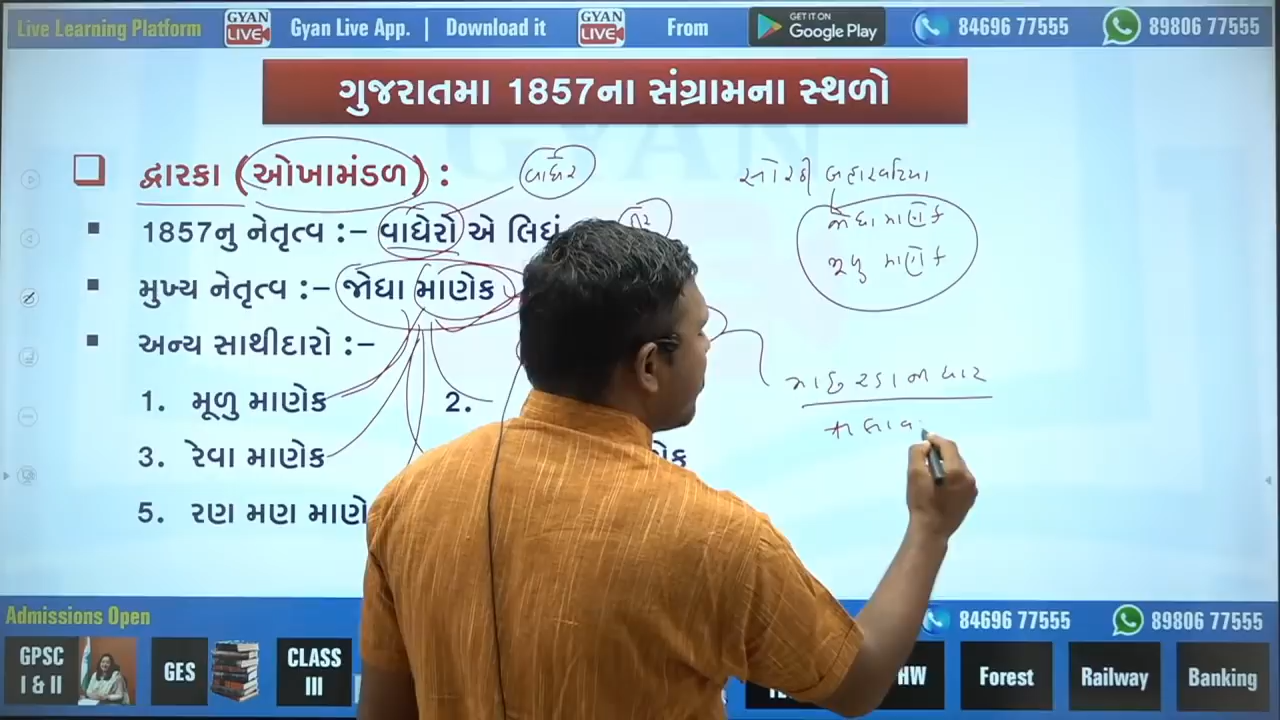 Live Learning Platform GYAN LIVE Gyan Live App. | Download it GYAN LIVE From GET IT ON Google Play 84696 77555 89806 77555
ગુજરાતમા 1857ના સંગ્રામના સ્થળો
દ્વારકા (ઓખામંડળ) :
વાઘેર
સોરઠી બહારવટિયા
1857નુ નેતૃત્વ :- વાઘેરો એ લિધું
જોધા માણેક
મુખ્ય નેતૃત્વ :- જોધા માણેક
મૂળુ માણેક
અન્ય સાથીદારો :-
1. મૂળુ માણેક 2.
3. રેવા માણેક
5. રણ મણ માણે
Admissions Open
84696 77555 89806 77555
GPSC I & II GES CLASS III HW Forest Railway Banking